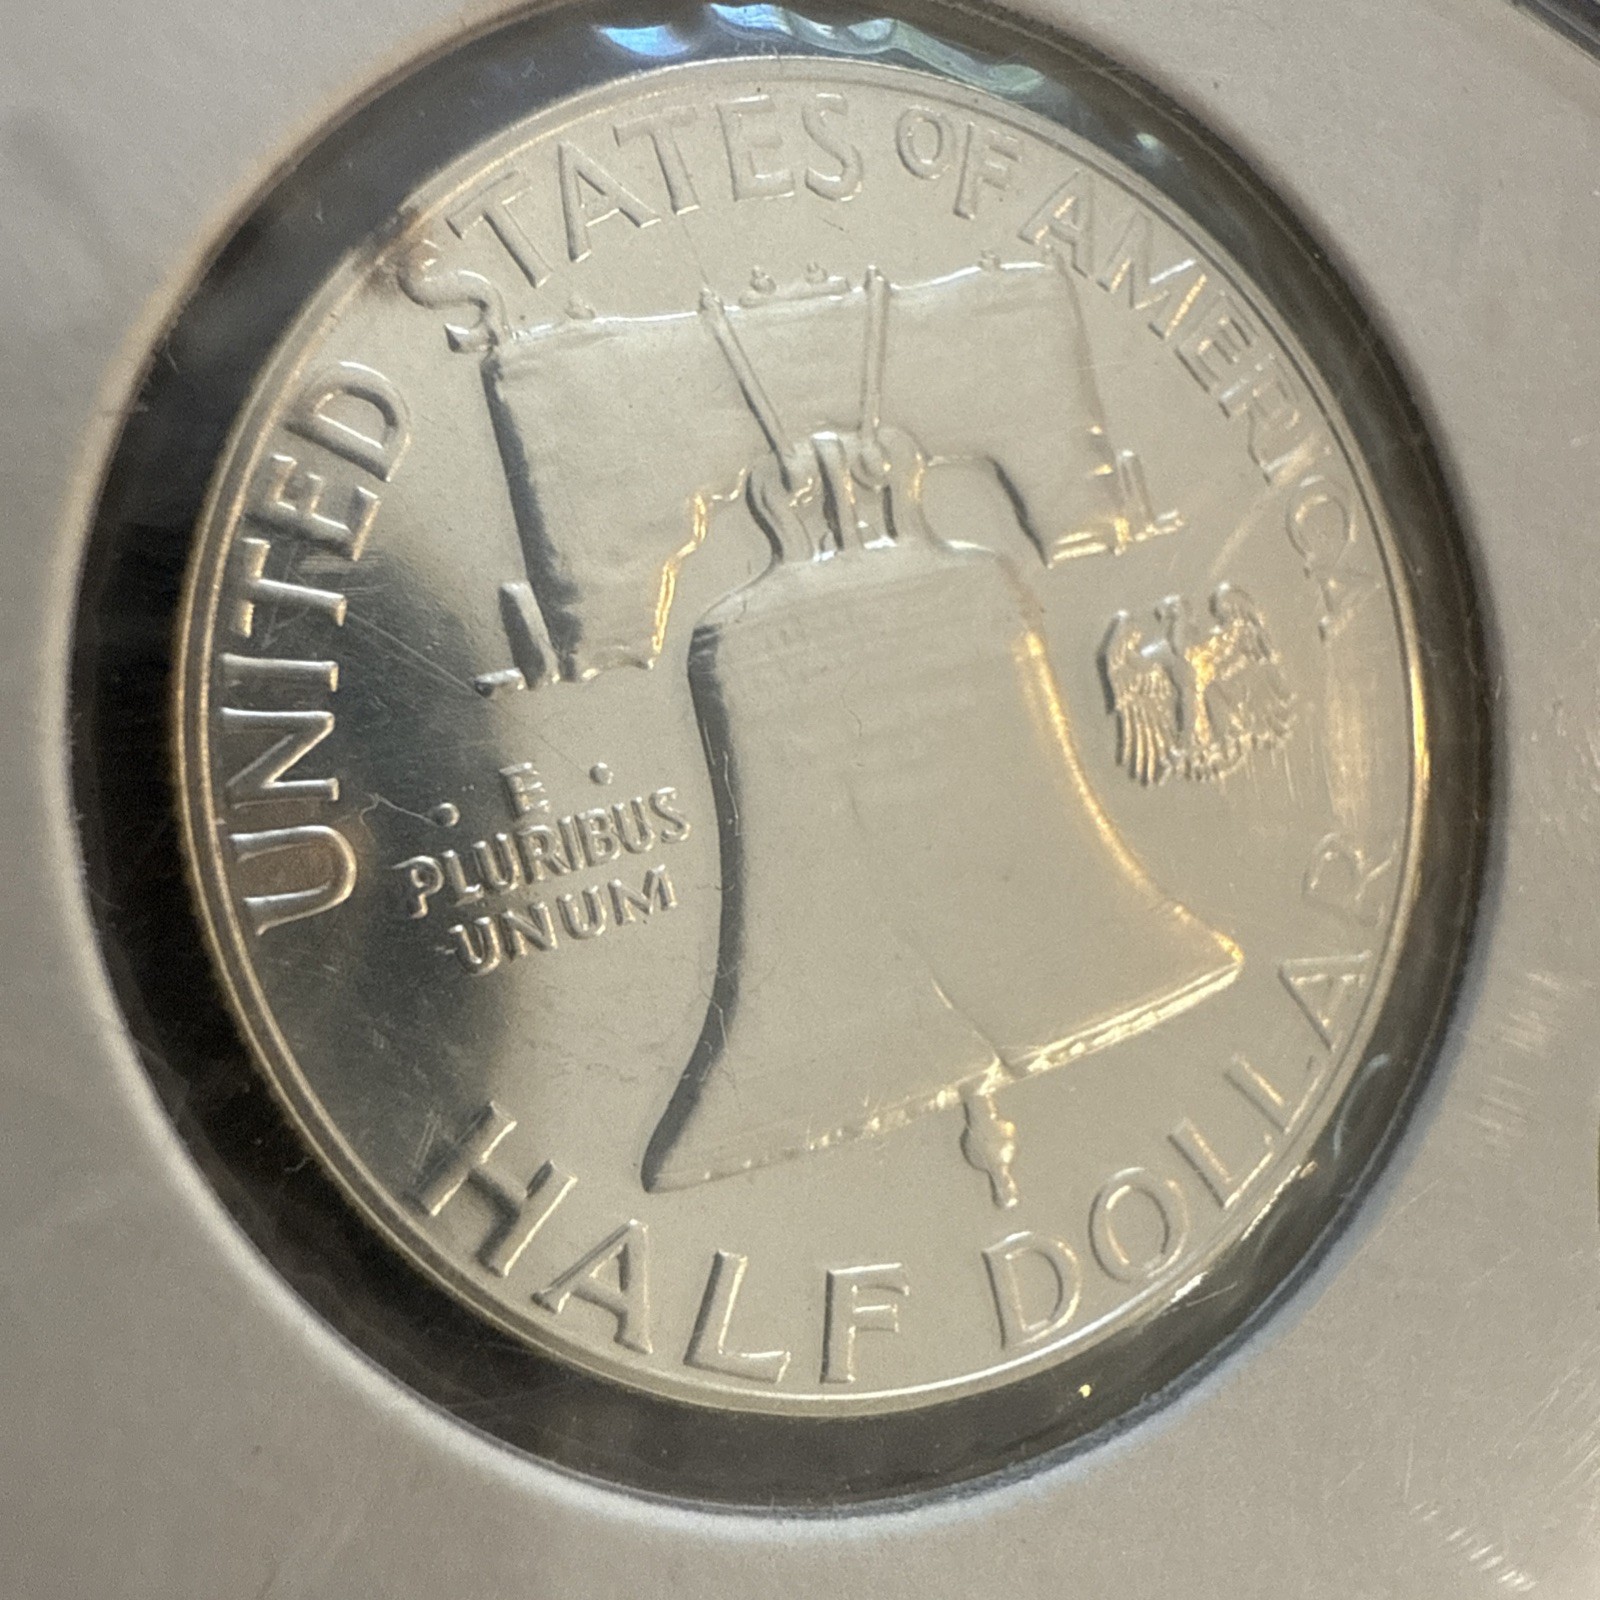 UNITED STATES OF AMERICA
· E ·
PLURIBUS
UNUM
HALF DOLLAR